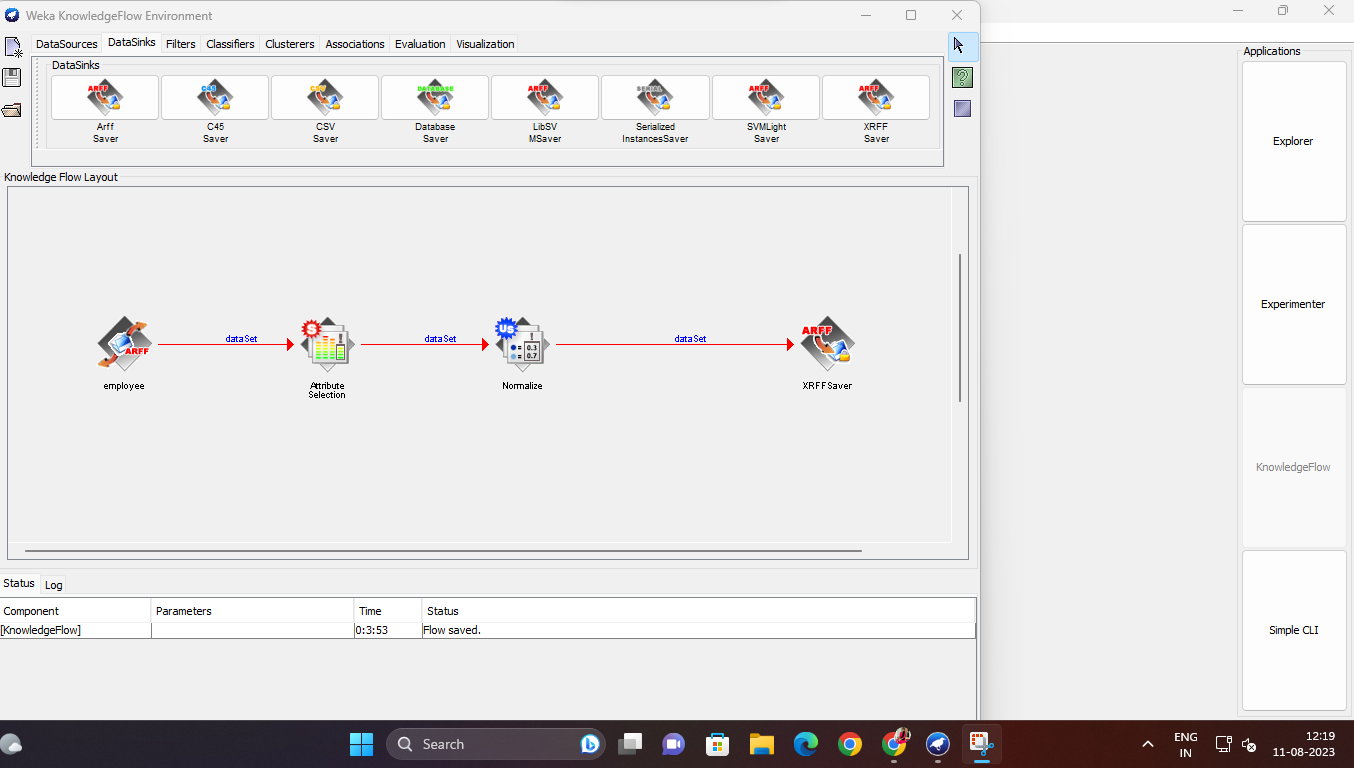 Weka KnowledgeFlow Environment
DataSources DataSinks Filters Classifiers Clusterers Associations Evaluation Visualization
DataSinks
ARFF C45 CSV DATABASE ARFF SERIAL ARFF ARFF
Arff C45 CSV Database LibSV Serialized SVMLight XRFF
Saver Saver Saver Saver MSaver InstancesSaver Saver Saver
Knowledge Flow Layout
dataSet dataSet dataSet
ARFF
S
Us
! 0.3
0.7
ARFF
employee Attribute Normalize XRFFSaver
Selection
Status Log
Component Parameters Time Status
[KnowledgeFlow] 0:3:53 Flow saved.
Applications
Explorer
Experimenter
KnowledgeFlow
Simple CLI
Search
ENG
IN
12:19
11-08-2023